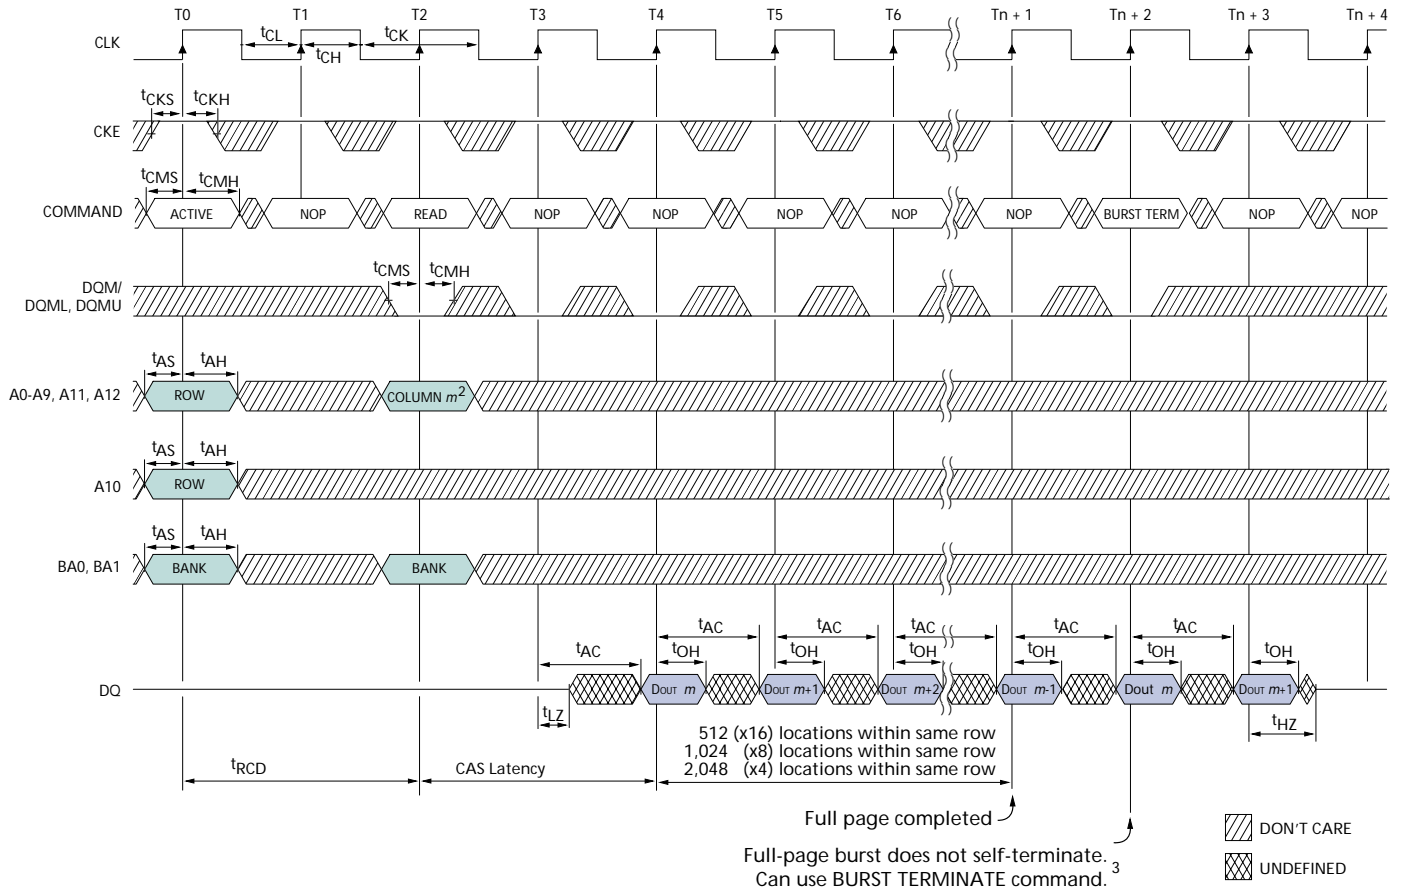 T0 T1 T2 T3 T4 T5 T6 Tn + 1 Tn + 2 Tn + 3 Tn + 4
CLK
tCL tCK
tCH
tCKS tCKH
CKE
tCMS tCMH
COMMAND ACTIVE NOP READ NOP NOP NOP NOP NOP BURST TERM NOP NOP
tCMS tCMH
DQM/
DQML, DQMU
tAS tAH
A0-A9, A11, A12 ROW COLUMN m2
tAS tAH
A10 ROW
tAS tAH
BA0, BA1 BANK BANK
tAC tAC tAC tAC tAC
tAC tOH tOH tOH tOH tOH tOH
DQ DOUT m DOUT m+1 DOUT m+2 DOUT m-1 Dout m DOUT m+1
tLZ tHZ
512 (x16) locations within same row
1,024 (x8) locations within same row
2,048 (x4) locations within same row
tRCD CAS Latency
Full page completed
Full-page burst does not self-terminate. 3
Can use BURST TERMINATE command.
DON'T CARE
UNDEFINED